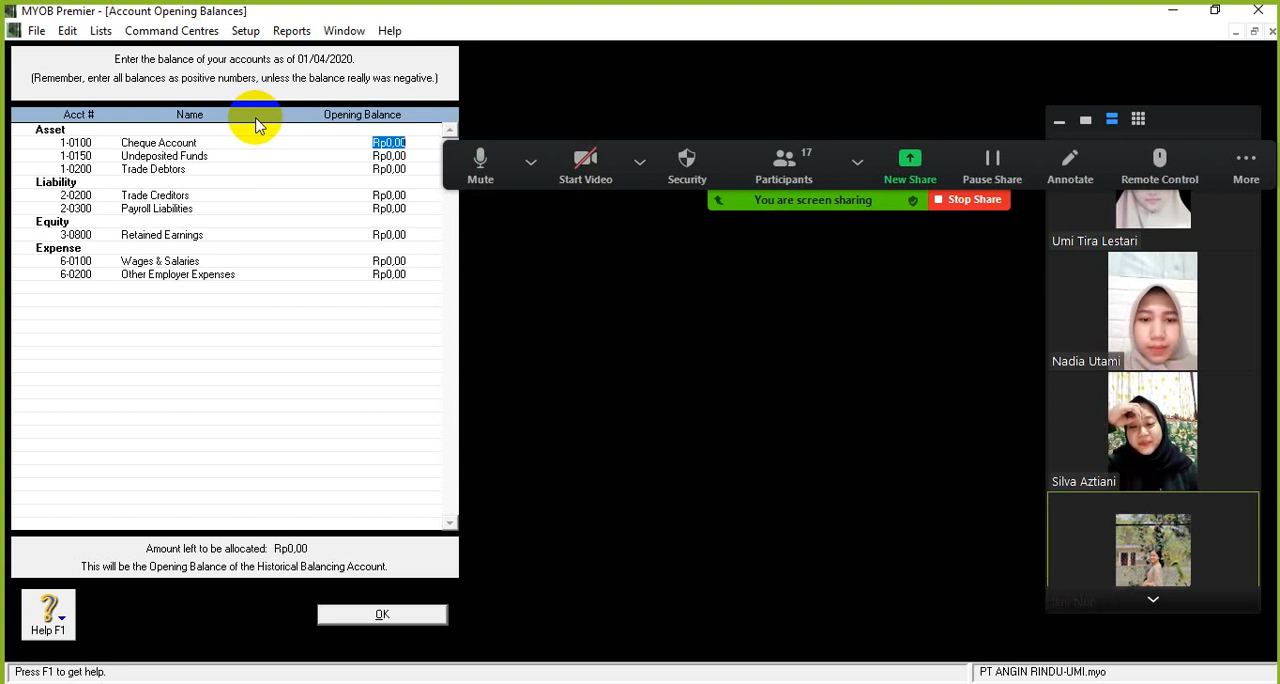 MYOB Premier - [Account Opening Balances]
File Edit Lists Command Centres Setup Reports Window Help
Enter the balance of your accounts as of 01/04/2020.
(Remember, enter all balances as positive numbers, unless the balance really was negative.)
Acct # Name Opening Balance
Asset
1-0100 Cheque Account Rp0,00
1-0150 Undeposited Funds Rp0,00
1-0200 Trade Debtors Rp0,00
Liability
2-0200 Trade Creditors Rp0,00
2-0300 Payroll Liabilities Rp0,00
Equity
3-0800 Retained Earnings Rp0,00
Expense
6-0100 Wages & Salaries Rp0,00
6-0200 Other Employer Expenses Rp0,00
Amount left to be allocated: Rp0,00
This will be the Opening Balance of the Historical Balancing Account.
Help F1
OK
Press F1 to get help.
PT ANGIN RINDU-UMI.myo
17
Mute Start Video Security Participants New Share Pause Share Annotate Remote Control More
You are screen sharing Stop Share
Umi Tira Lestari
Nadia Utami
Silva Aztiani